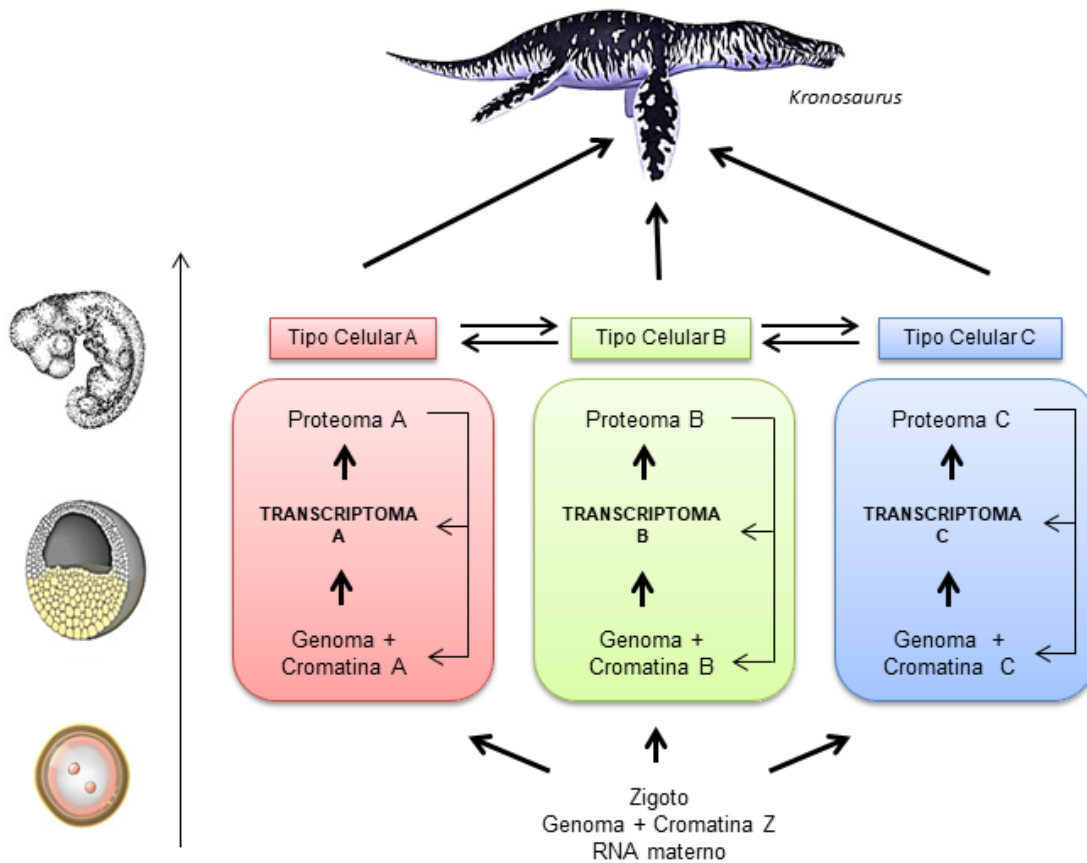 Kronosaurus
Tipo Celular A
Tipo Celular B
Tipo Celular C
Proteoma A
TRANSCRIPTOMA
A
Genoma +
Cromatina A
Proteoma B
TRANSCRIPTOMA
B
Genoma +
Cromatina B
Proteoma C
TRANSCRIPTOMA
C
Genoma +
Cromatina C
Zigoto
Genoma + Cromatina Z
RNA materno